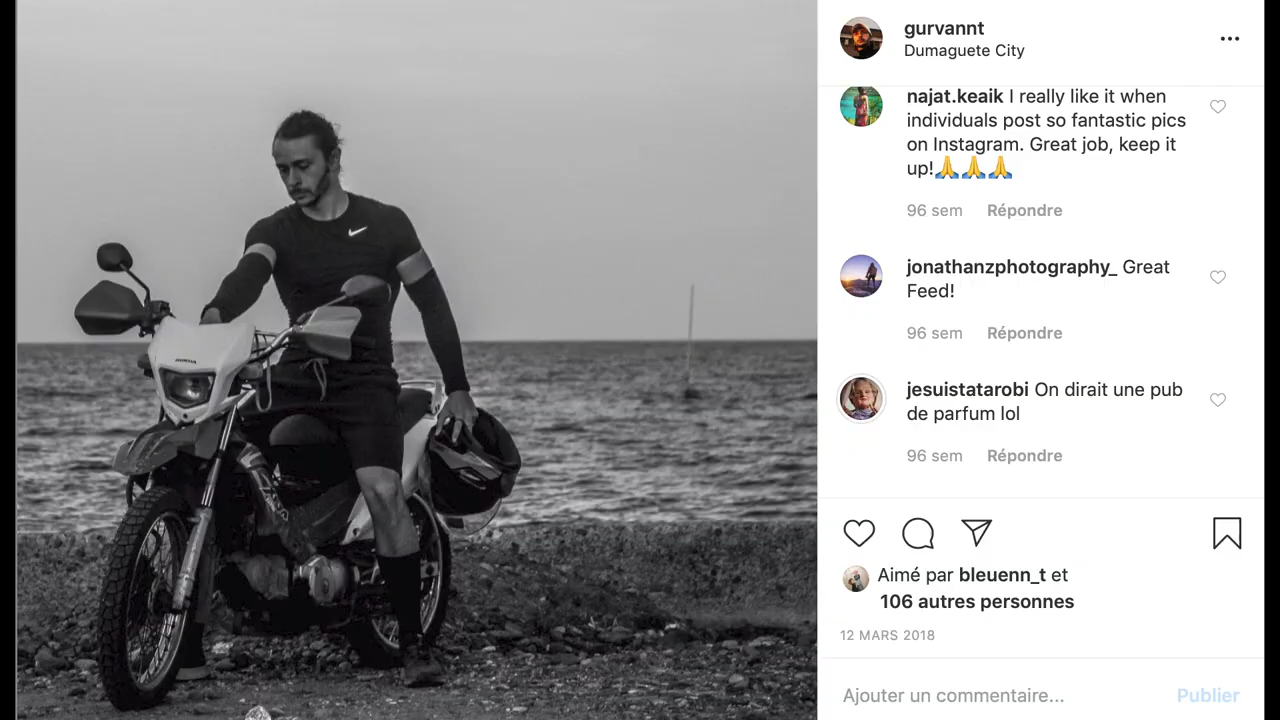 gurvannt
Dumaguete City
najat.keaik I really like it when
individuals post so fantastic pics
on Instagram. Great job, keep it
up!🙏🙏🙏
96 sem Répondre
jonathanzphotography_ Great
Feed!
96 sem Répondre
jesuistatarobi On dirait une pub
de parfum lol
96 sem Répondre
Aimé par bleuenn_t et
106 autres personnes
12 MARS 2018
Ajouter un commentaire... Publier
HONDA